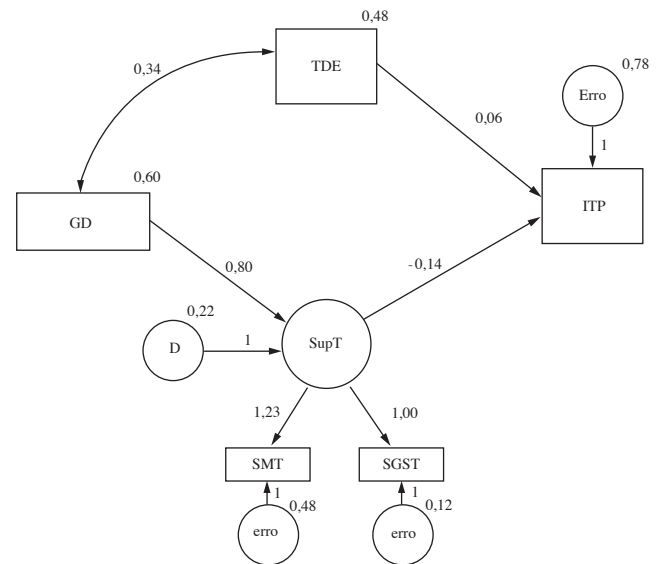 0,48
TDE
0,34
0,78
Erro
0,06
1
0,60
GD
ITP
0,80
-0,14
0,22
D
1
SupT
1,23
1,00
SMT
SGST
1
0,48
1
0,12
erro
erro